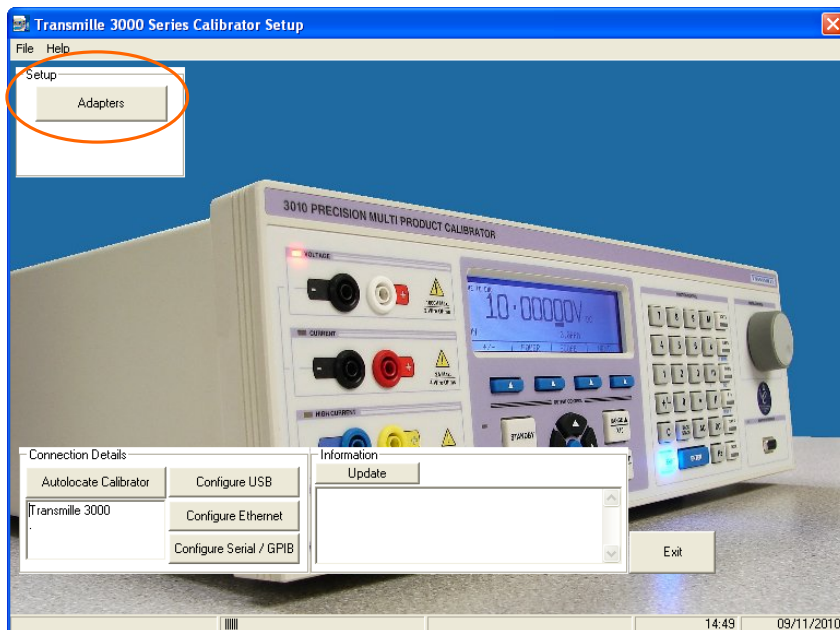 Transmille 3000 Series Calibrator Setup
File Help
Setup
Adapters
3010 PRECISION MULTI PRODUCT CALIBRATOR
VOLTAGE
10.00000V
CURRENT
HIGH CURRENT
STANDBY
ENTER
Connection Details
Autolocate Calibrator
Configure USB
Transmille 3000
.
Configure Ethernet
Configure Serial / GPIB
Information
Update
Exit
14:49
09/11/2010